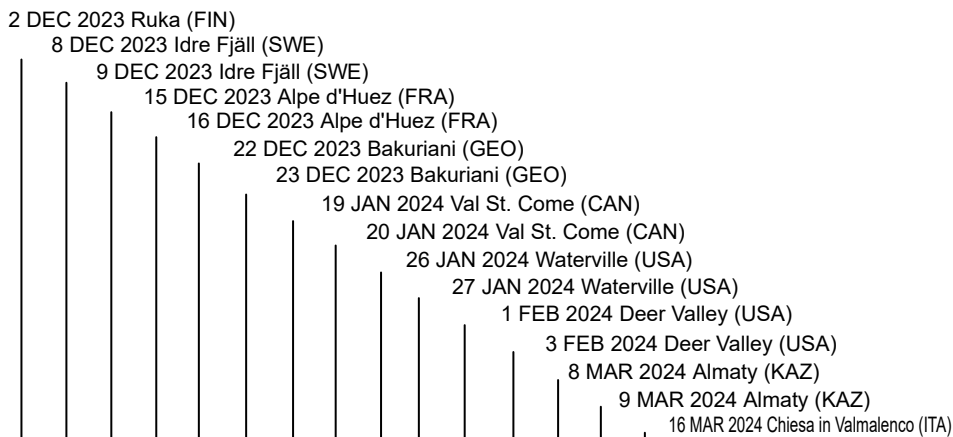 2 DEC 2023 Ruka (FIN)
8 DEC 2023 Idre Fjäll (SWE)
9 DEC 2023 Idre Fjäll (SWE)
15 DEC 2023 Alpe d'Huez (FRA)
16 DEC 2023 Alpe d'Huez (FRA)
22 DEC 2023 Bakuriani (GEO)
23 DEC 2023 Bakuriani (GEO)
19 JAN 2024 Val St. Come (CAN)
20 JAN 2024 Val St. Come (CAN)
26 JAN 2024 Waterville (USA)
27 JAN 2024 Waterville (USA)
1 FEB 2024 Deer Valley (USA)
3 FEB 2024 Deer Valley (USA)
8 MAR 2024 Almaty (KAZ)
9 MAR 2024 Almaty (KAZ)
16 MAR 2024 Chiesa in Valmalenco (ITA)